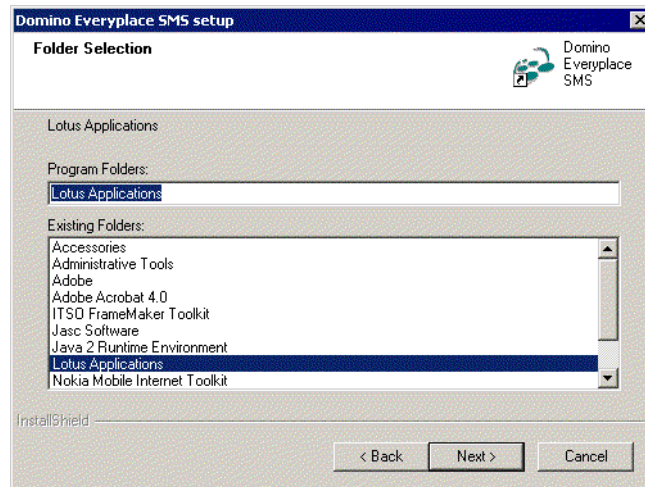 Domino Everyplace SMS setup
Folder Selection
Domino
Everyplace
SMS
Lotus Applications
Program Folders:
Lotus Applications
Existing Folders:
Accessories
Administrative Tools
Adobe
Adobe Acrobat 4.0
ITSO FrameMaker Toolkit
Jasc Software
Java 2 Runtime Environment
Lotus Applications
Nokia Mobile Internet Toolkit
InstallShield
< Back
Next >
Cancel